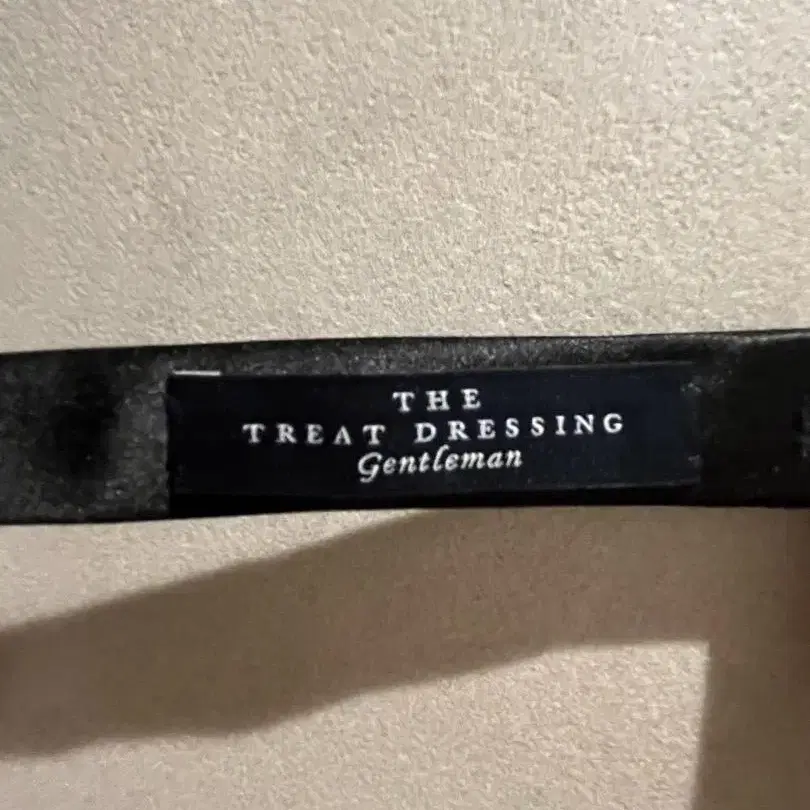 THE
TREAT DRESSING
Gentleman